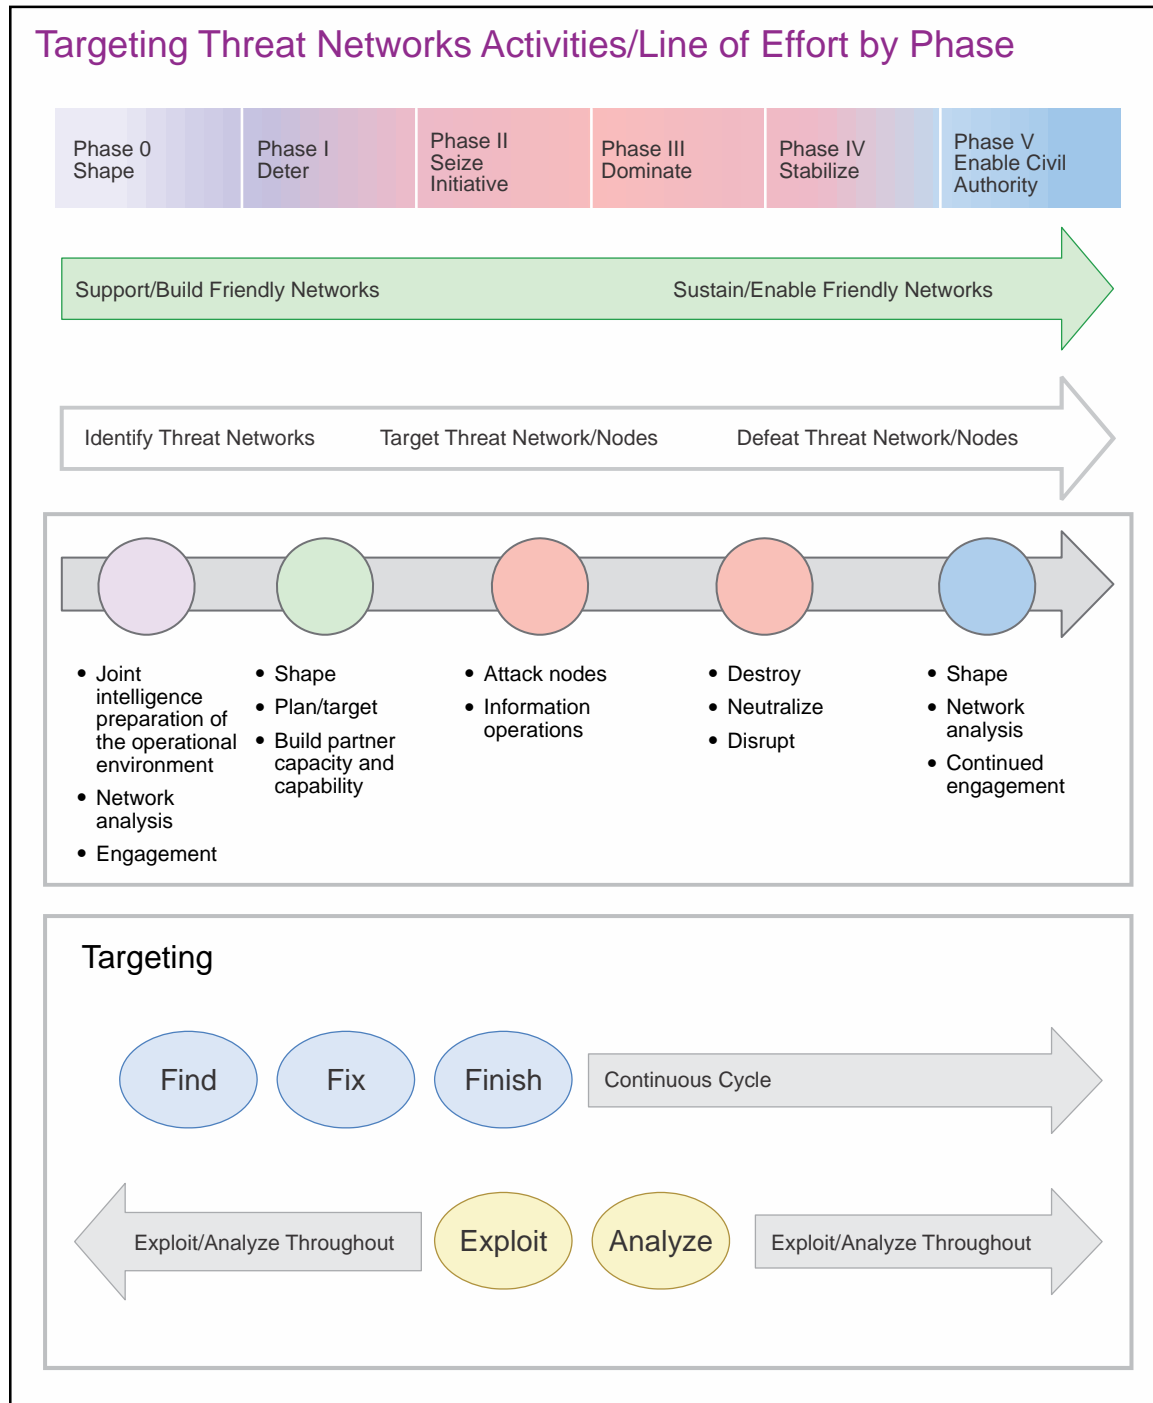 Targeting Threat Networks Activities/Line of Effort by Phase
Phase 0
Shape
Phase I
Deter
Phase II
Seize
Initiative
Phase III
Dominate
Phase IV
Stabilize
Phase V
Enable Civil
Authority
Support/Build Friendly Networks
Sustain/Enable Friendly Networks
Identify Threat Networks
Target Threat Network/Nodes
Defeat Threat Network/Nodes
• Joint
intelligence
preparation of
the operational
environment
• Network
analysis
• Engagement
• Shape
• Plan/target
• Build partner
capacity and
capability
• Attack nodes
• Information
operations
• Destroy
• Neutralize
• Disrupt
• Shape
• Network
analysis
• Continued
engagement
Targeting
Find
Fix
Finish
Continuous Cycle
Exploit/Analyze Throughout
Exploit
Analyze
Exploit/Analyze Throughout